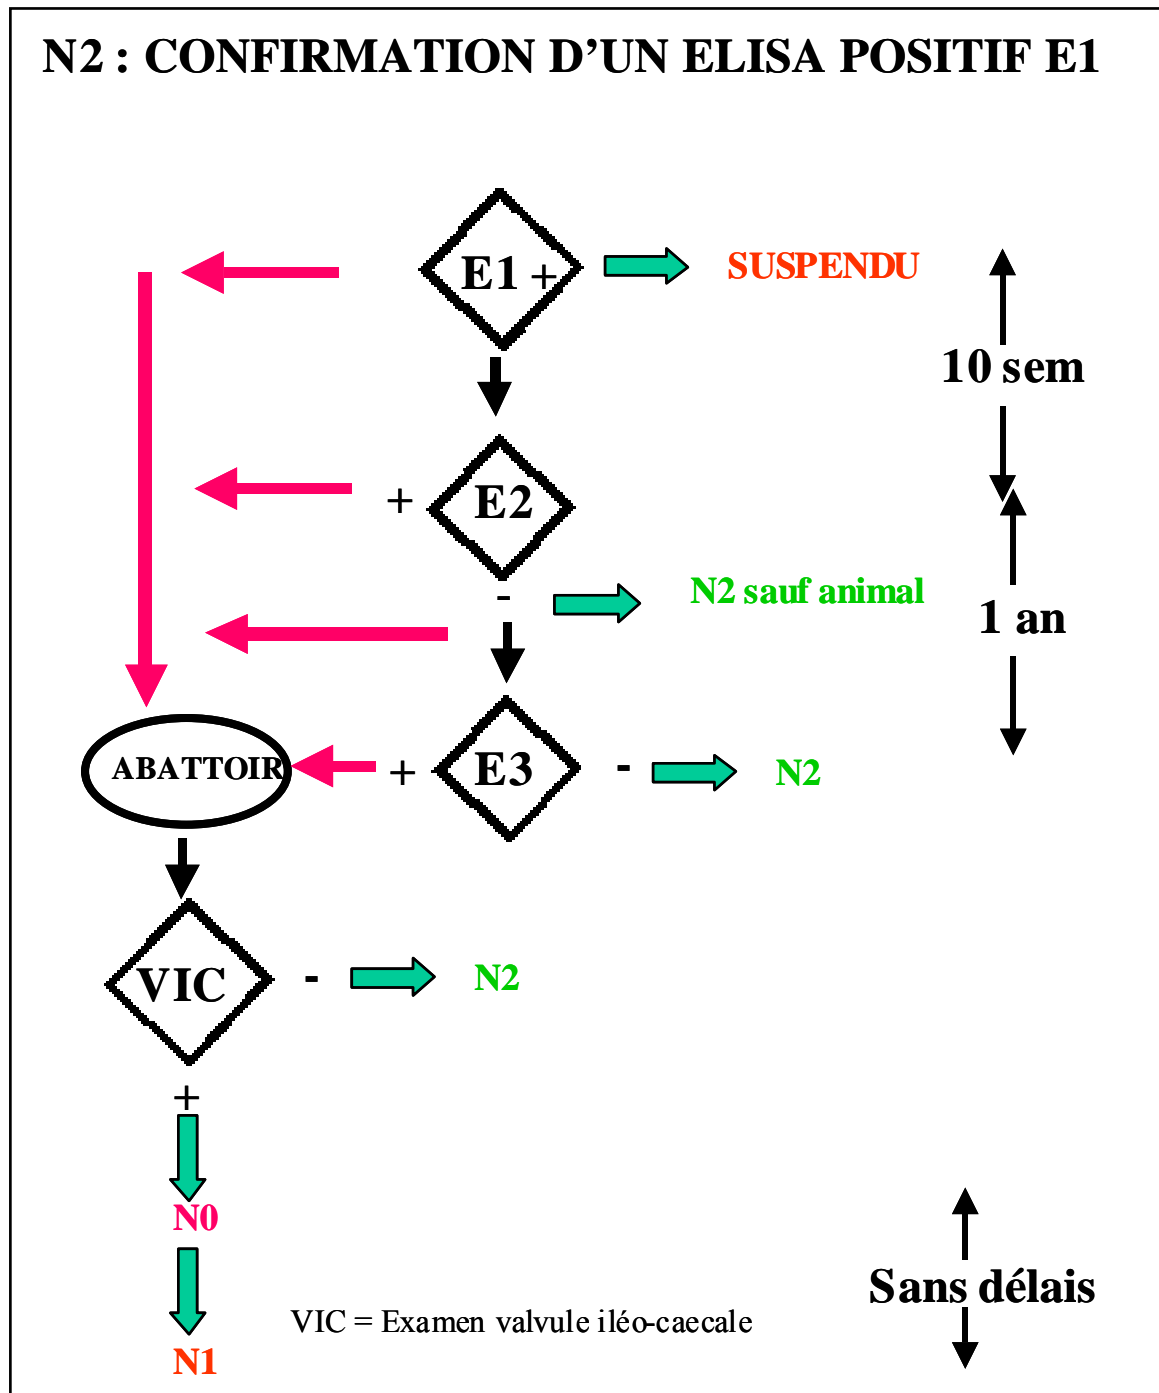 N2 : CONFIRMATION D’UN ELISA POSITIF E1
E1 +
SUSPENDU
10 sem
+
E2
-
N2 sauf animal
1 an
ABATTOIR
+
E3
-
N2
VIC
-
N2
+
N0
Sans délais
VIC = Examen valvule iléo-caecale
N1